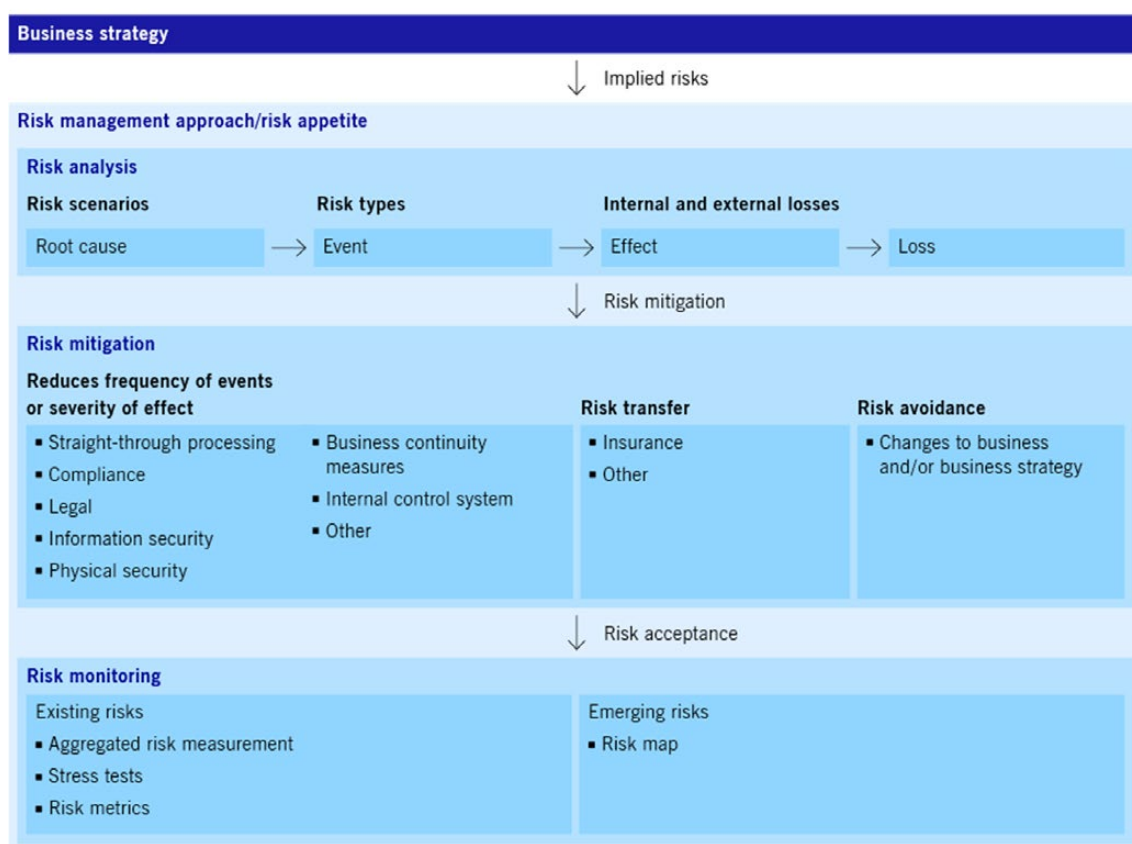 Business strategy
Implied risks
Risk management approach/risk appetite
Risk analysis
Risk scenarios
Risk types
Internal and external losses
Root cause
Event
Effect
Loss
Risk mitigation
Risk mitigation
Reduces frequency of events
or severity of effect
▪ Straight-through processing
▪ Compliance
▪ Legal
▪ Information security
▪ Physical security
▪ Business continuity
measures
▪ Internal control system
▪ Other
Risk transfer
▪ Insurance
▪ Other
Risk avoidance
▪ Changes to business
and/or business strategy
Risk acceptance
Risk monitoring
Existing risks
▪ Aggregated risk measurement
▪ Stress tests
▪ Risk metrics
Emerging risks
▪ Risk map